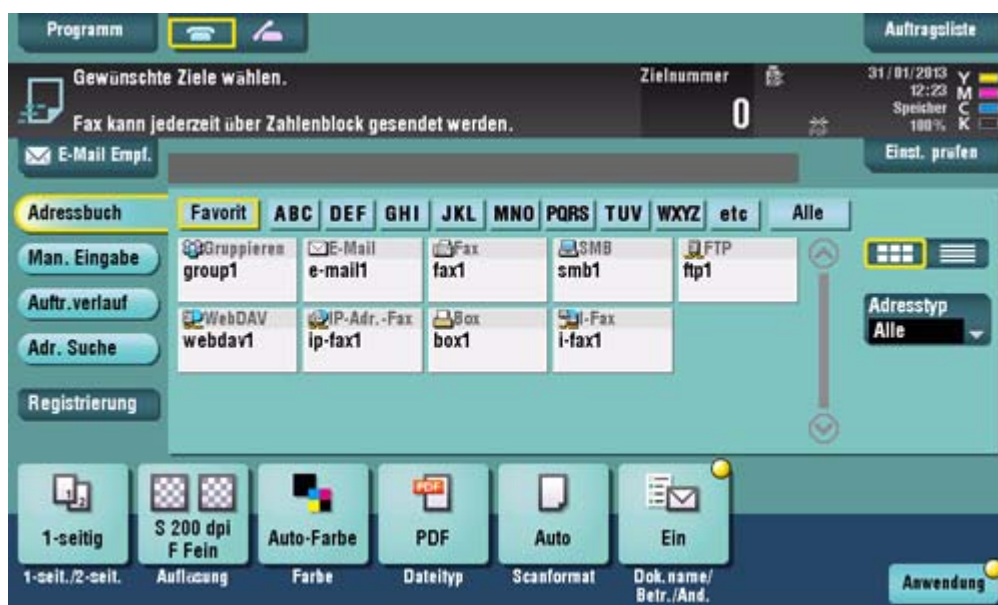 Programm
Auftragsliste
Gewünschte Ziele wählen.
Zielnummer
31/01/2013
12:23
Speicher
100%
Y
M
C
K
Fax kann jederzeit über Zahlenblock gesendet werden.
0
E-Mail Empf.
Einst. prüfen
Adressbuch
Favorit ABC DEF GHI JKL MNO PQRS TUV WXYZ etc Alle
Man. Eingabe
Gruppieren E-Mail Fax SMB FTP
group1 e-mail1 fax1 smb1 ftp1
Auftr.verlauf
Adresstyp
Alle
WebDAV IP-Adr.-Fax Box I-Fax
webdav1 ip-fax1 box1 i-fax1
Adr. Suche
Registrierung
1 2
PDF
1-seitig
S 200 dpi
F Fein
Auto-Farbe
PDF
Auto
Ein
1-seit./2-seit.
Auflösung
Farbe
Dateityp
Scanformat
Dok.name/
Betr./And.
Anwendung